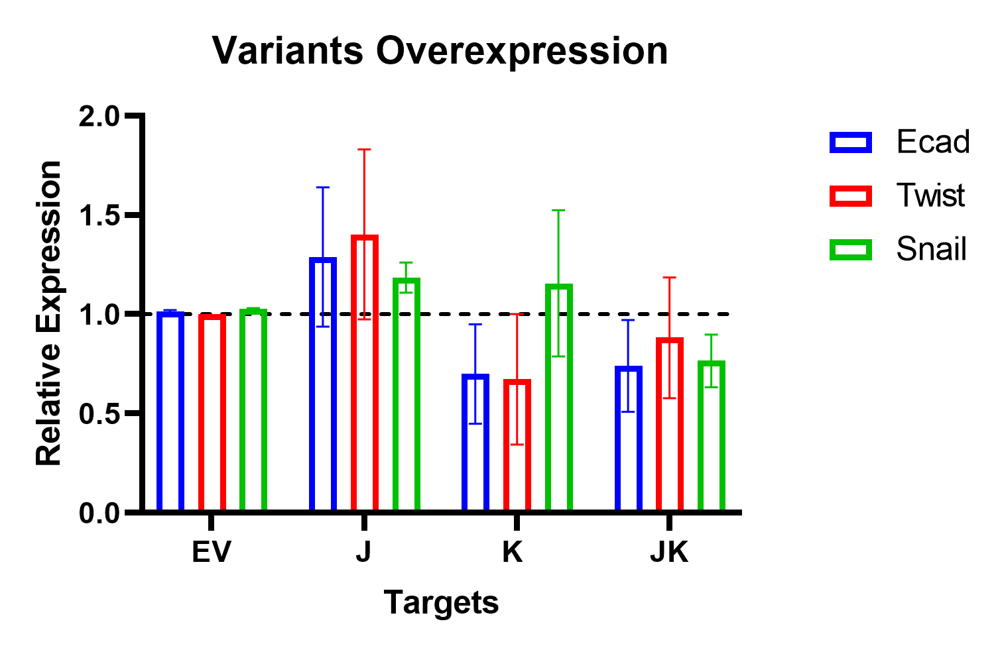 Variants Overexpression
2.0
1.5
1.0
0.5
0.0
Relative Expression
EV J K JK
Targets
Ecad
Twist
Snail